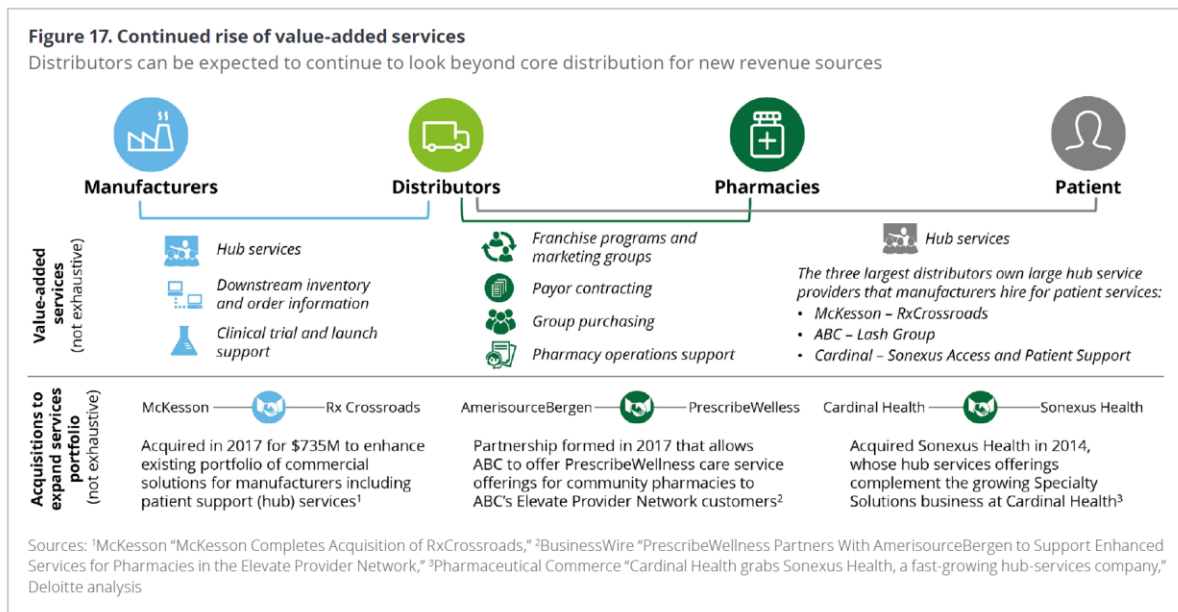 Figure 17. Continued rise of value-added services
Distributors can be expected to continue to look beyond core distribution for new revenue sources
Manufacturers
Distributors
Pharmacies
Patient
Value-added
services
(not exhaustive)
Hub services
Downstream inventory
and order information
Clinical trial and launch
support
Franchise programs and
marketing groups
Payor contracting
Group purchasing
Pharmacy operations support
Hub services
The three largest distributors own large hub service
providers that manufacturers hire for patient services:
• McKesson – RxCrossroads
• ABC – Lash Group
• Cardinal – Sonexus Access and Patient Support
Acquisitions to
expand services
portfolio
(not exhaustive)
McKesson
Rx Crossroads
Acquired in 2017 for $735M to enhance
existing portfolio of commercial
solutions for manufacturers including
patient support (hub) services¹
AmerisourceBergen
PrescribeWelless
Partnership formed in 2017 that allows
ABC to offer PrescribeWellness care service
offerings for community pharmacies to
ABC's Elevate Provider Network customers²
Cardinal Health
Sonexus Health
Acquired Sonexus Health in 2014,
whose hub services offerings
complement the growing Specialty
Solutions business at Cardinal Health³
Sources: ¹McKesson “McKesson Completes Acquisition of RxCrossroads,” ²BusinessWire “PrescribeWellness Partners With AmerisourceBergen to Support Enhanced
Services for Pharmacies in the Elevate Provider Network,” ³Pharmaceutical Commerce “Cardinal Health grabs Sonexus Health, a fast-growing hub-services company,”
Deloitte analysis